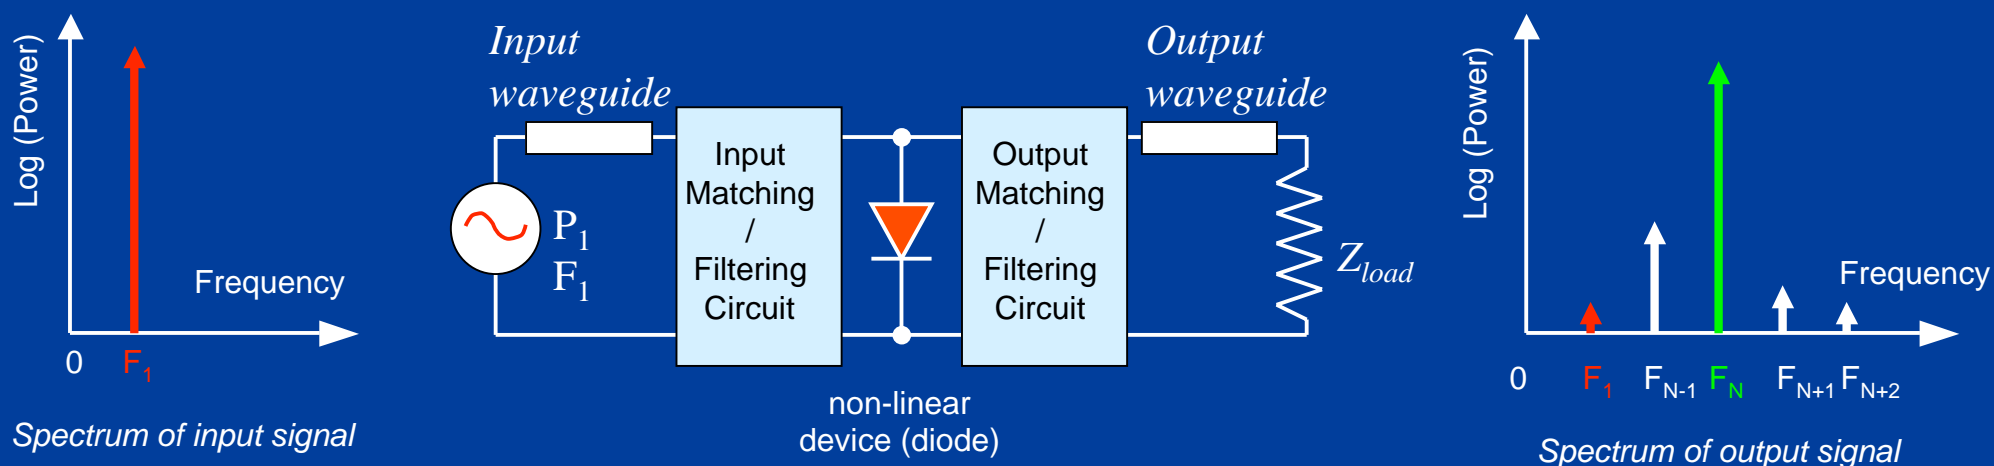 Log (Power)
Frequency
0
F1
Spectrum of input signal
Input
waveguide
P1
F1
Input
Matching
/
Filtering
Circuit
non-linear
device (diode)
Output
Matching
/
Filtering
Circuit
Output
waveguide
Zload
Log (Power)
Frequency
0
F1
FN-1
FN
FN+1
FN+2
Spectrum of output signal